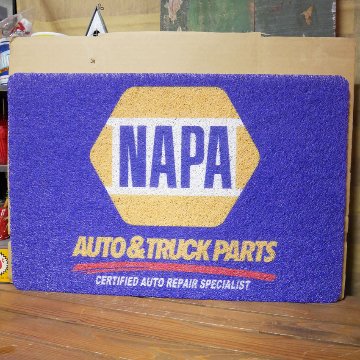 NAPA
AUTO & TRUCK PARTS
CERTIFIED AUTO REPAIR SPECIALIST